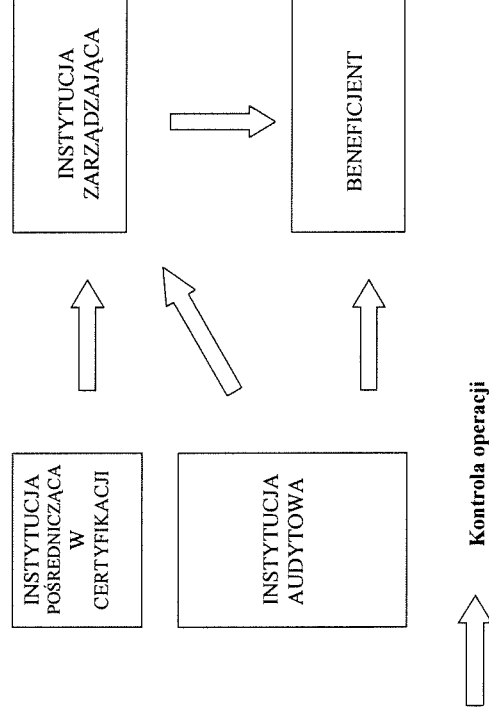 INSTYTUCJA
POŚREDNICZĄCA
W
CERTYFIKACJI
INSTYTUCJA
ZARZĄDZAJĄCA
INSTYTUCJA
AUDYTOWA
BENEFICJENT
Kontrola operacji